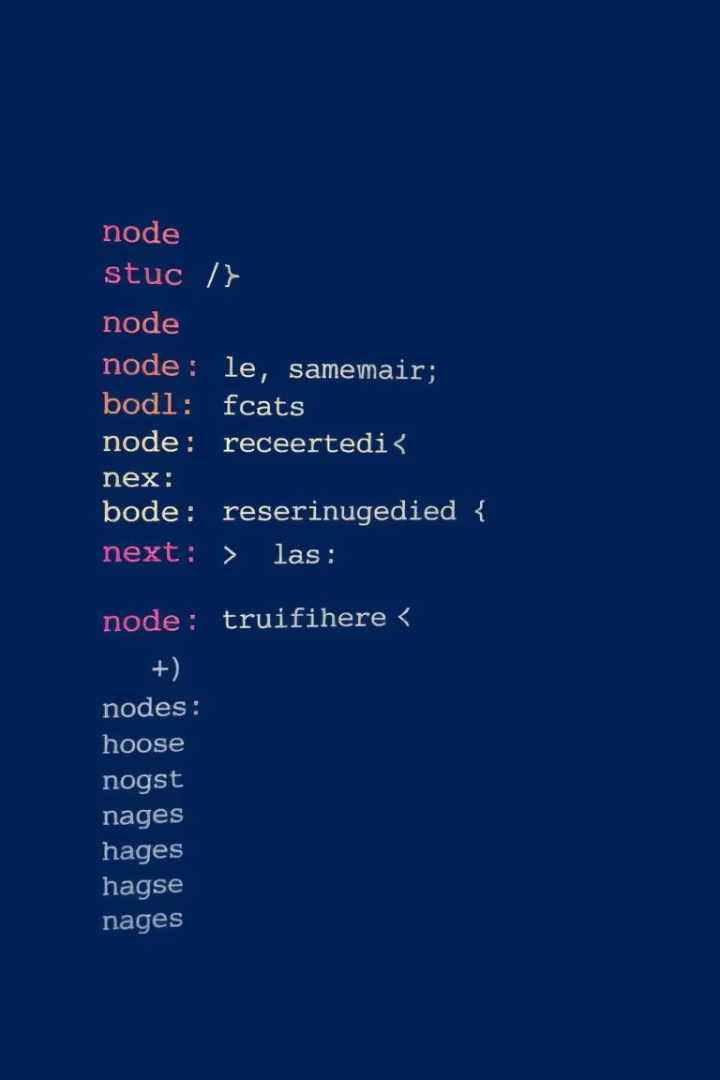 node
stuc /}
node
node: le, samemair;
bodl: fcats
node: receertedi<
nex:
bode: reserinugedied {
next: > las:
node: truifihere <
+)
nodes:
hoose
nogst
nages
hages
hagse
nages